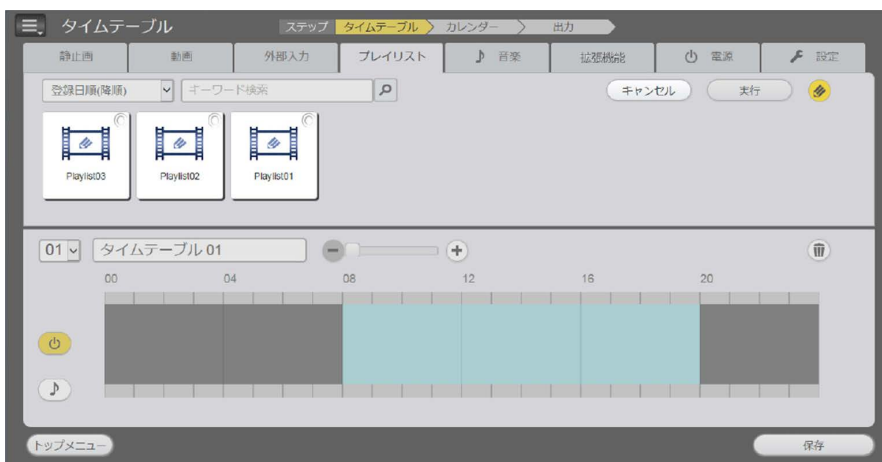 タイムテーブル
ステップ タイムテーブル カレンダー 出力
静止画 動画 外部入力 プレイリスト 音楽 拡張機能 電源 設定
登録日順(降順) キーワード検索 キャンセル 実行
Playlist03 Playlist02 Playlist01
01 タイムテーブル 01
00 04 08 12 16 20
トップメニュー 保存